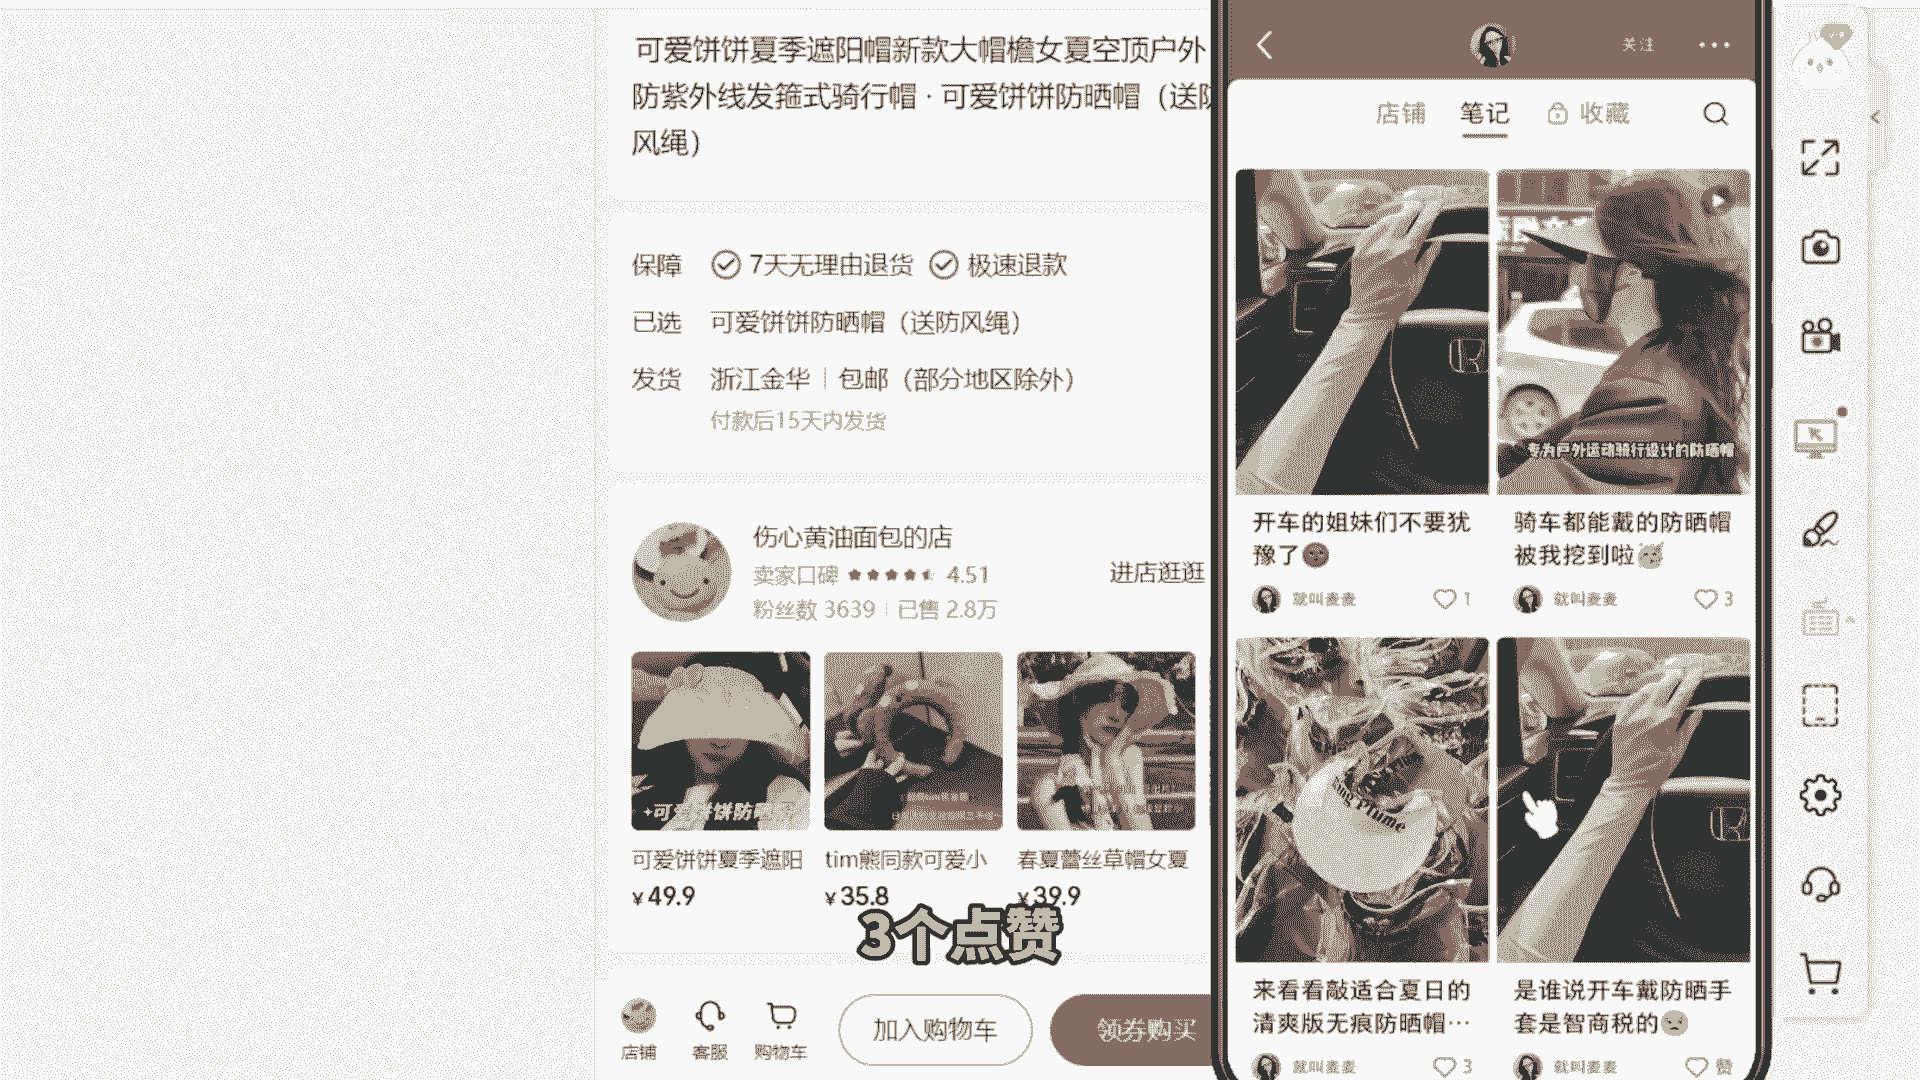 可爱饼饼夏季遮阳帽新款大帽檐女夏空顶户外
防紫外线发箍式骑行帽 · 可爱饼饼防晒帽（送防
风绳）
保障 7天无理由退货 极速退款
已选 可爱饼饼防晒帽（送防风绳）
发货 浙江金华 | 包邮（部分地区除外）
付款后15天内发货
伤心黄油面包的店
卖家口碑 4.51
粉丝数 3639 | 已售 2.8万
进店逛逛
可爱饼饼夏季遮阳
¥49.9
tim熊同款可爱小
¥35.8
春夏蕾丝草帽女夏
¥39.9
3个点赞
店铺
客服
购物车
加入购物车
领券购买
关注
店铺
笔记
收藏
专为户外运动骑行设计的防晒帽
开车的姐妹们不要犹
豫了
就叫麦麦
1
骑车都能戴的防晒帽
被我挖到啦
就叫麦麦
3
来看看敲适合夏日的
清爽版无痕防晒帽…
就叫麦麦
3
是谁说开车戴防晒手
套是智商税的
就叫麦麦
赞